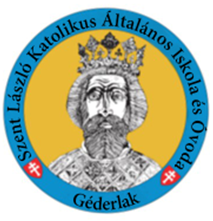 Szent László Katolikus Általános Iskola és Óvoda
Géderlak